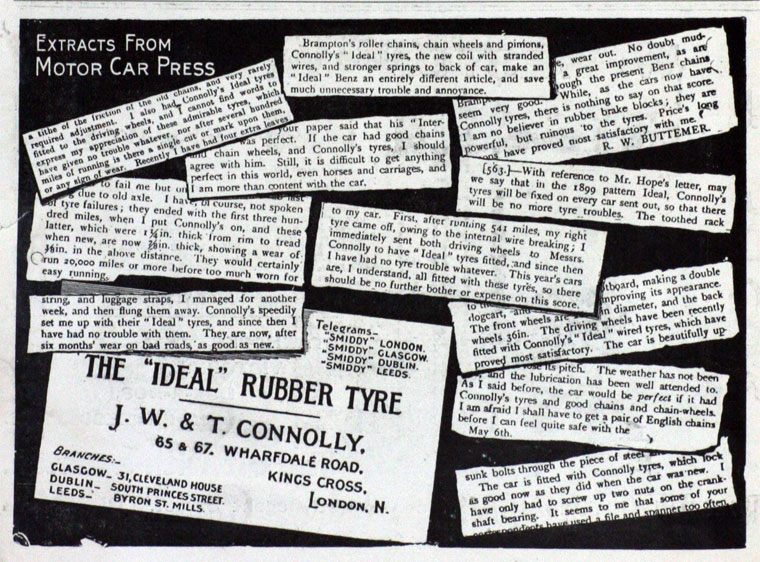 EXTRACTS FROM
MOTOR CAR PRESS
Brampton's roller chains, chain wheels and pinions,
Connolly's "Ideal" tyres, the new coil with stranded
wires, and stronger springs to back of car, make an
"Ideal" Benz an entirely different article, and save
much unnecessary trouble and annoyance.
a tithe of the friction of the old chains, and very rarely
required adjustment. I also had Connolly's Ideal tyres
fitted to the driving wheels, and I cannot find words to
express my appreciation of these admirable tyres, which
have given no trouble whatever, nor after several hundred
miles of running is there a single cut or mark upon them,
or any sign of wear. Recently I have had four extra leaves
e, wear out. No doubt mud-
a great improvement, as are
ough the present Benz chains
seem very good. While, as the cars now have
Connolly tyres, there is nothing to say on that score.
I am no believer in rubber brake blocks; they are
powerful, but ruinous to the tyres. Price's long
ons have proved most satisfactory with me.
R. W. BUTTEMER.
your paper said that his "Inter-
was perfect. If the car had good chains
and chain wheels, and Connolly's tyres, I should
agree with him. Still, it is difficult to get anything
perfect in this world, even horses and carriages, and
I am more than content with the car.
[563.]—With reference to Mr. Hope's letter, may
we say that in the 1899 pattern Ideal, Connolly's
tyres will be fixed on every car sent out, so that there
will be no more tyre troubles. The toothed rack
to fail me but on
due to old axle. I have, of course, not spoken
of tyre failures; they ended with the first three hun-
dred miles, when I put Connolly's on, and these
latter, which were 1¼in. thick from rim to tread
when new, are now ⅞in. thick, showing a wear of
⅜in. in the above distance. They would certainly
run 20,000 miles or more before too much worn for
easy running.
to my car. First, after running 541 miles, my right
tyre came off, owing to the internal wire breaking; I
immediately sent both driving wheels to Messrs.
Connolly to have "Ideal" tyres fitted, and since then
I have had no tyre trouble whatever. This year's cars
are, I understand, all fitted with these tyres, so there
should be no further bother or expense on this score
tboard, making a double
improving its appearance.
dogcart, and
The front wheels are in diameter, and the back
wheels 36in. The driving wheels have been recently
fitted with Connolly's "Ideal" wired tyres, which have
proved most satisfactory. The car is beautifully up-
string, and luggage straps, I managed for another
week, and then flung them away. Connolly's speedily
set me up with their "Ideal" tyres, and since then I
have had no trouble with them. They are now, after
six months' wear on bad roads, as good as new.
its pitch. The weather has not been
and the lubrication has been well attended to.
As I said before, the car would be perfect if it had
Connolly's tyres and good chains and chain-wheels.
I am afraid I shall have to get a pair of English chains
before I can feel quite safe with the
May 6th.
sunk bolts through the piece of steel
The car is fitted with Connolly tyres, which look
as good now as they did when the car was new. I
have only had to screw up two nuts on the crank-
shaft bearing. It seems to me that some of your
correspondents have used a file and spanner too often
Telegrams_
"SMIDDY" LONDON.
"SMIDDY" GLASGOW.
"SMIDDY" DUBLIN.
"SMIDDY" LEEDS.
THE "IDEAL" RUBBER TYRE
J. W. & T. CONNOLLY,
65 & 67. WHARFDALE ROAD,
KINGS CROSS,
LONDON, N.
BRANCHES:-
GLASGOW_ 31, CLEVELAND HOUSE
DUBLIN_ SOUTH PRINCES STREET.
LEEDS_ BYRON ST. MILLS.